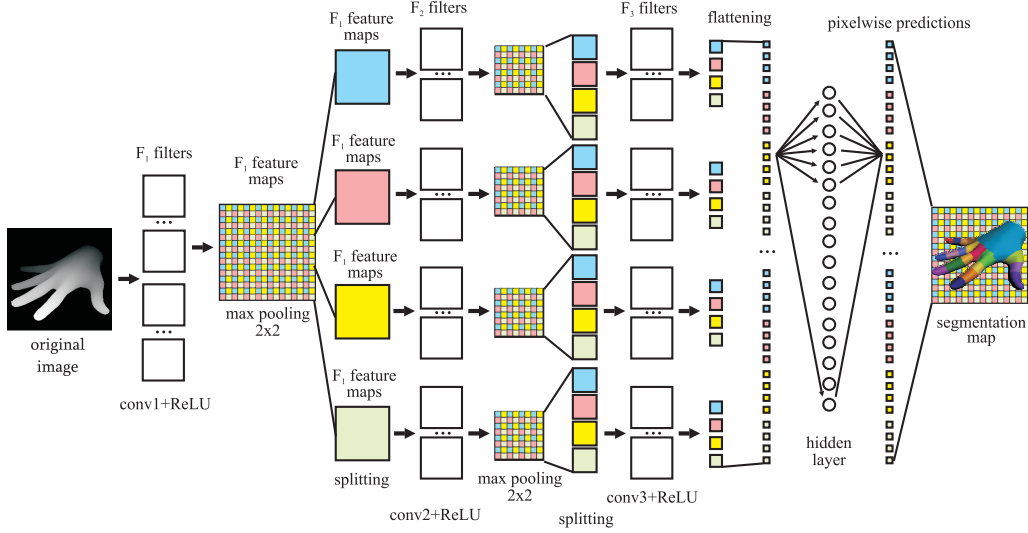 F₁ feature
maps
F₂ filters
F₃ filters
flattening
pixelwise predictions
...
...
F₁ filters
F₁ feature
maps
...
...
F₁ feature
maps
...
...
max pooling
2x2
original
image
conv1+ReLU
F₁ feature
maps
...
...
...
...
segmentation
map
F₁ feature
maps
...
...
splitting
conv2+ReLU
max pooling
2x2
splitting
conv3+ReLU
hidden
layer